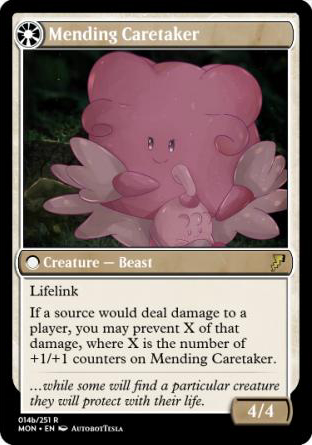 Mending Caretaker
Creature — Beast
Lifelink
If a source would deal damage to a
player, you may prevent X of that
damage, where X is the number of
+1/+1 counters on Mending Caretaker.
...while some will find a particular creature
they will protect with their life.
4/4
014b/251 R
MON • EN AutobotTesla